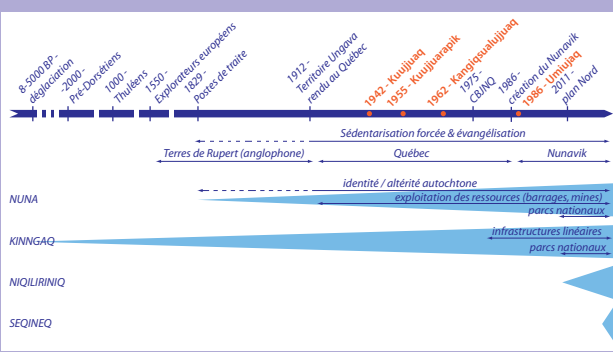 8-5000 BP -
déglaciation
-2000 -
Pré-Dorsétiens
1000 -
Thuléens
1550 -
Explorateurs européens
1829 -
Postes de traite
1912 -
Territoire Ungava
rendu au Québec
1942 - Kuujjuaq
1955 - Kuujjuarapik
1962 - Kangiqsualujjuaq
1975 -
CBJNQ
1986 -
création du Nunavik
1986 - Umiujaq
2011 -
plan Nord
Sédentarisation forcée & évangélisation
Terres de Rupert (anglophone)
Québec
Nunavik
identité / altérité autochtone
NUNA
exploitation des ressources (barrages, mines)
parcs nationaux
KINNGAQ
infrastructures linéaires
parcs nationaux
NIQILIRINIQ
SEQINEQ